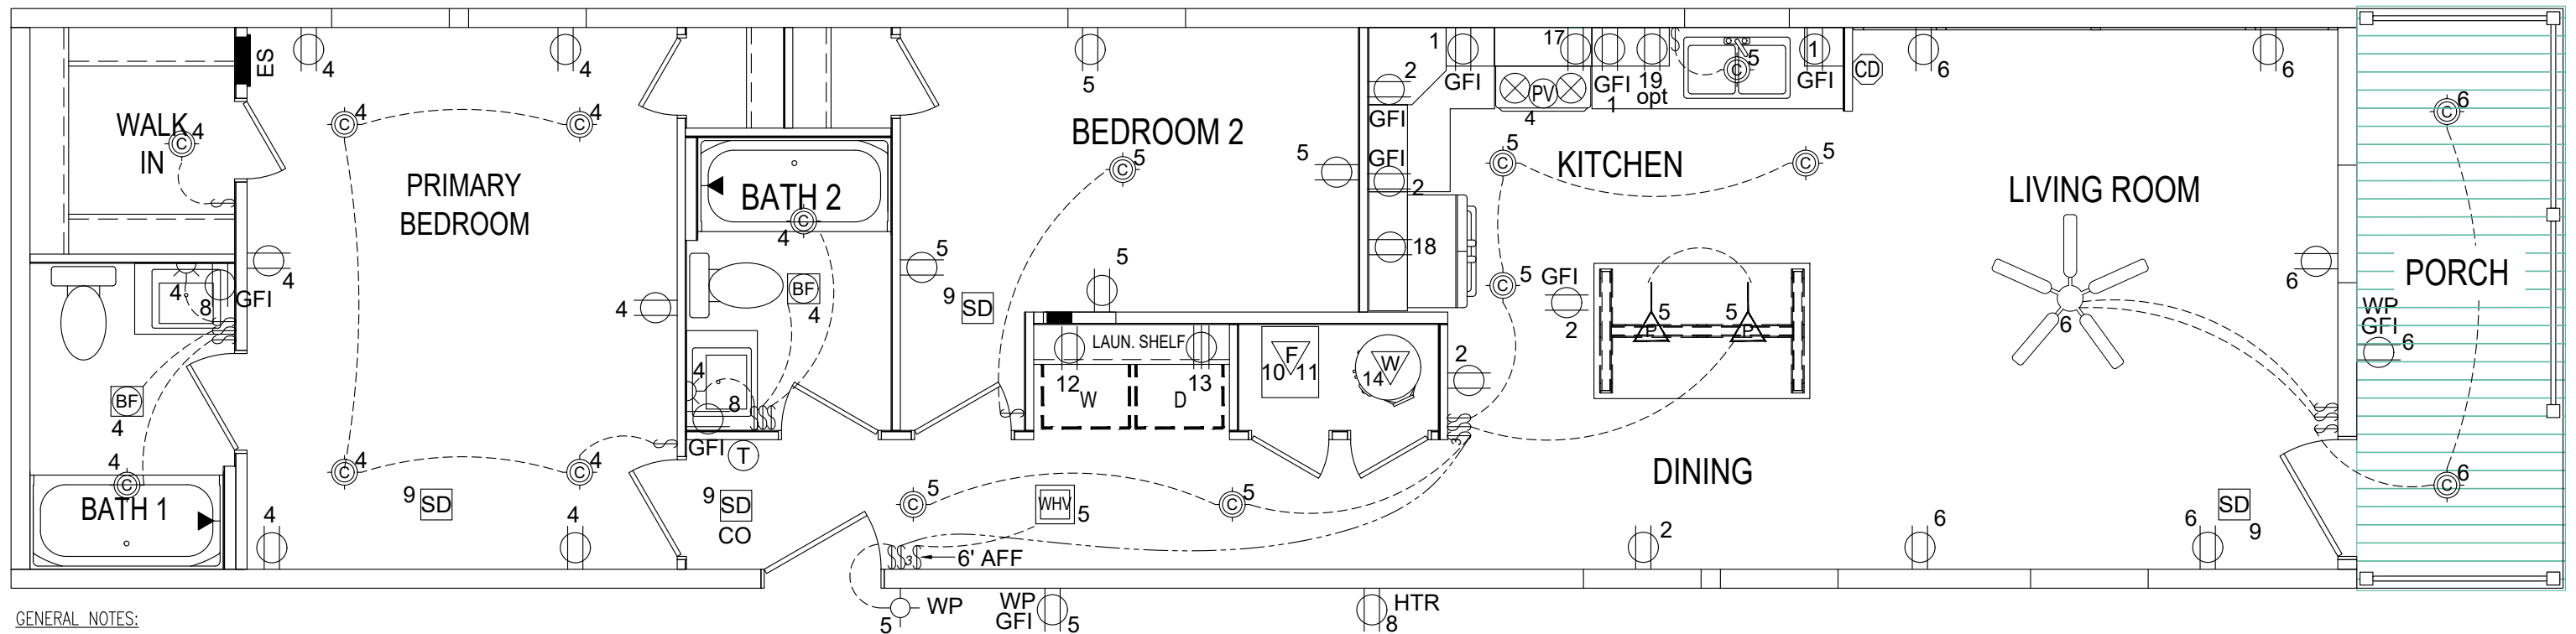 ES
4
4
5
1
GFI
17
GFI
1
19
opt
5
1
GFI
CD
6
6
WALK
IN
C
4
C
4
C
4
PRIMARY
BEDROOM
BATH 2
C
4
BEDROOM 2
C
5
5
2
GFI
GFI
2
18
PV
4
C
5
KITCHEN
C
5
LIVING ROOM
C
6
PORCH
4
8
GFI
4
4
BF
4
5
9
SD
5
C
5
GFI
2
5
P
5
P
6
6
WP
GFI
6
BF
4
4
8
GFI
T
LAUN. SHELF
12
W
13
D
F
10
11
W
14
2
DINING
C
4
BATH 1
C
4
C
4
9
SD
9
SD
CO
C
5
WHV
5
C
5
3
C
6
SD
9
4
4
3
6' AFF
2
6
6
5
WP
WP
GFI
5
HTR
8
GENERAL NOTES: